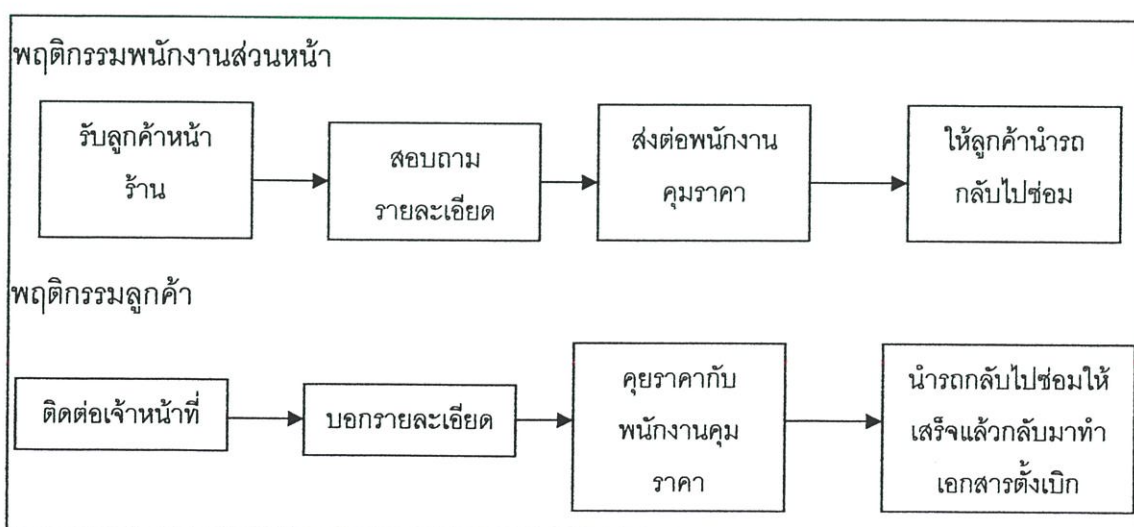 พฤติกรรมพนักงานส่วนหน้า
รับลูกค้าหน้า
ร้าน
สอบถาม
รายละเอียด
ส่งต่อพนักงาน
คุมราคา
ให้ลูกค้านำรถ
กลับไปซ่อม
พฤติกรรมลูกค้า
ติดต่อเจ้าหน้าที่
บอกรายละเอียด
คุยราคากับ
พนักงานคุม
ราคา
นำรถกลับไปซ่อมให้
เสร็จแล้วกลับมาทำ
เอกสารตั้งเบิก